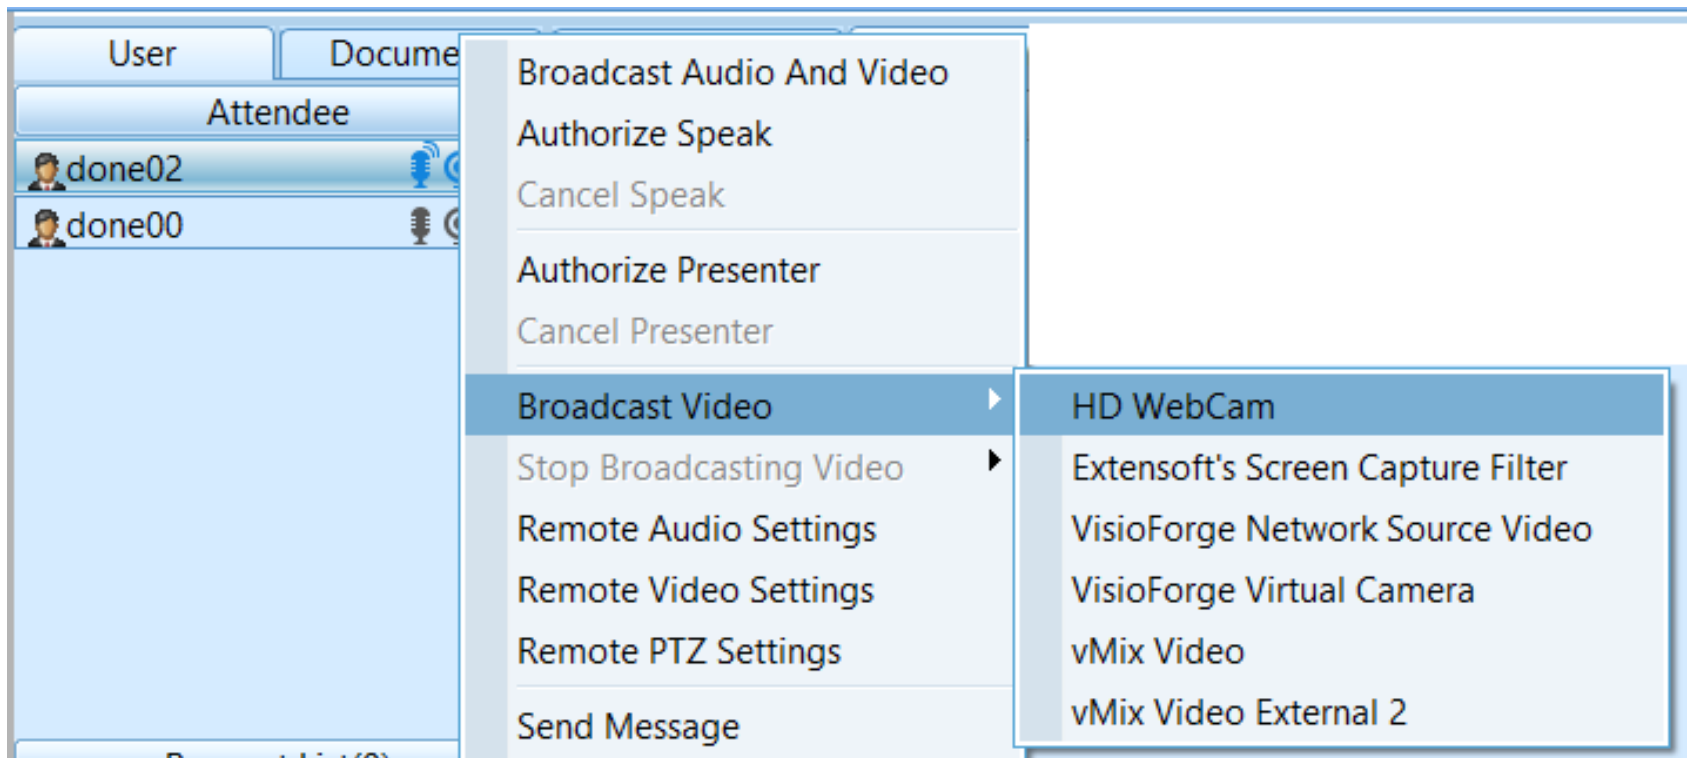 User
Docume
Attendee
done02
done00
Broadcast Audio And Video
Authorize Speak
Cancel Speak
Authorize Presenter
Cancel Presenter
Broadcast Video
Stop Broadcasting Video
Remote Audio Settings
Remote Video Settings
Remote PTZ Settings
Send Message
HD WebCam
Extensoft's Screen Capture Filter
VisioForge Network Source Video
VisioForge Virtual Camera
vMix Video
vMix Video External 2